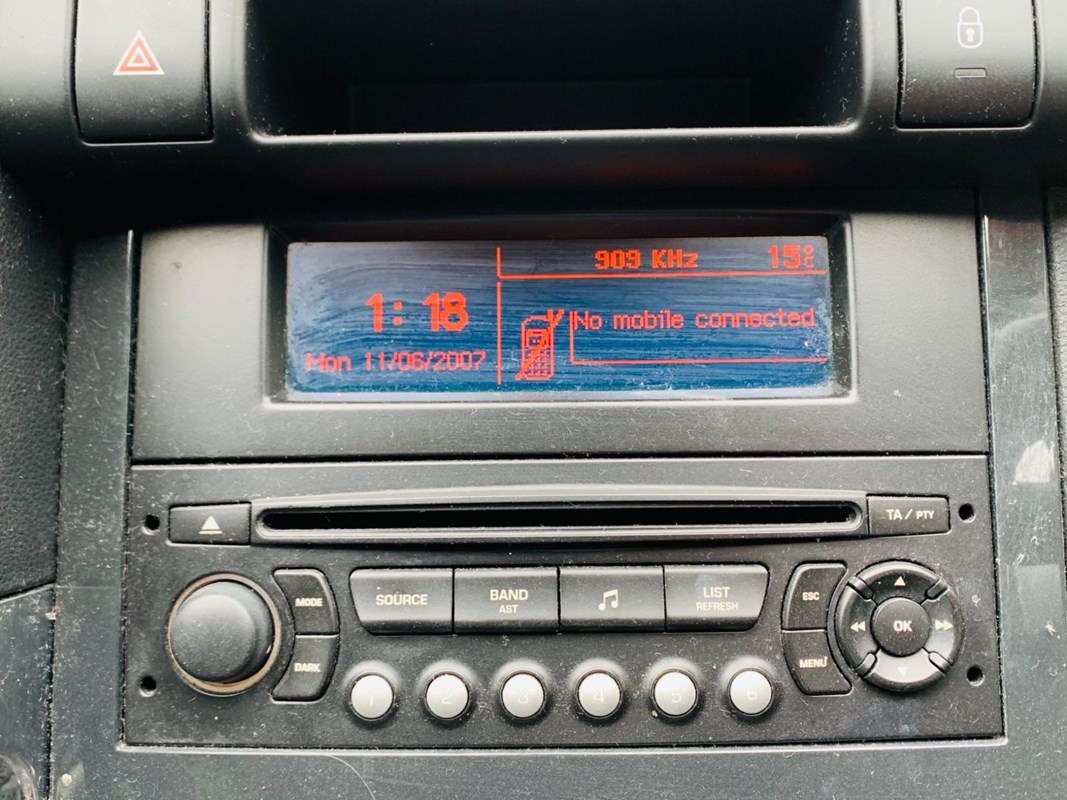 909 KHz 15°C
1:18
No mobile connected
Mon 11/06/2007
TA / PTY
MODE
SOURCE
BAND
AST
LIST
REFRESH
ESC
OK
DARK
MENU
1 2 3 4 5 6